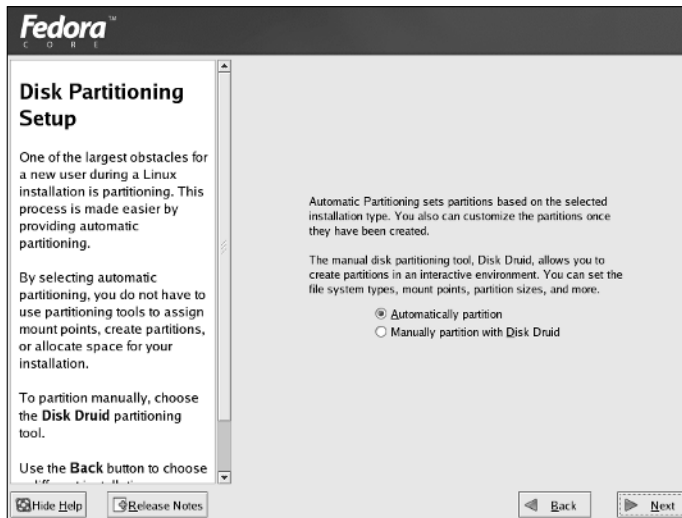 Fedora™
CORE
Disk Partitioning
Setup
One of the largest obstacles for
a new user during a Linux
installation is partitioning. This
process is made easier by
providing automatic
partitioning.
By selecting automatic
partitioning, you do not have to
use partitioning tools to assign
mount points, create partitions,
or allocate space for your
installation.
To partition manually, choose
the Disk Druid partitioning
tool.
Use the Back button to choose
Automatic Partitioning sets partitions based on the selected
installation type. You also can customize the partitions once
they have been created.
The manual disk partitioning tool, Disk Druid, allows you to
create partitions in an interactive environment. You can set the
file system types, mount points, partition sizes, and more.
Automatically partition
Manually partition with Disk Druid
Hide Help
Release Notes
Back
Next